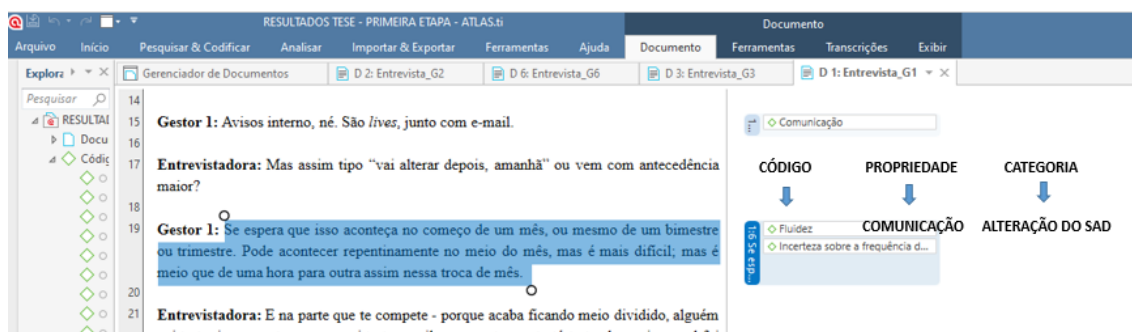 RESULTADOS TESE - PRIMEIRA ETAPA - ATLAS.ti
Documento
Arquivo Início Pesquisar & Codificar Analisar Importar & Exportar Ferramentas Ajuda Documento Ferramentas Transcrições Exibir
Explora Gerenciador de Documentos D 2: Entrevista_G2 D 6: Entrevista_G6 D 3: Entrevista_G3 D 1: Entrevista_G1
Pesquisar
RESULTAI
Docu
Códig
14
15 Gestor 1: Avisos interno, né. São lives, junto com e-mail.
Comunicação
16
17 Entrevistadora: Mas assim tipo “vai alterar depois, amanhã” ou vem com antecedência
maior?
CÓDIGO PROPRIEDADE CATEGORIA
18
19 Gestor 1: Se espera que isso aconteça no começo de um mês, ou mesmo de um bimestre
ou trimestre. Pode acontecer repentinamente no meio do mês, mas é mais difícil; mas é
meio que de uma hora para outra assim nessa troca de mês.
1:6 Se esp...
Fluidez COMUNICAÇÃO ALTERAÇÃO DO SAD
Incerteza sobre a frequência d...
20
21 Entrevistadora: E na parte que te compete - porque acaba ficando meio dividido, alguém